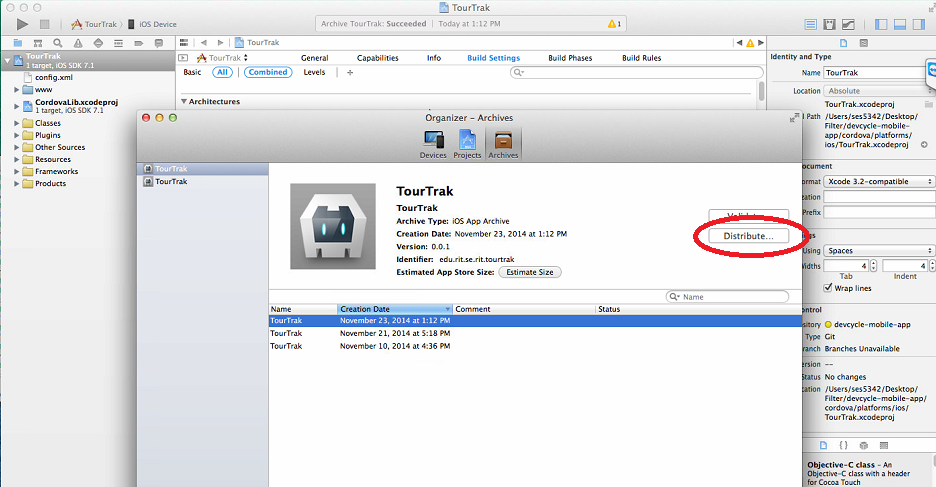 TourTrak
TourTrak
iOS Device
Archive TourTrak: Succeeded
Today at 1:12 PM
1
TourTrak
TourTrak
1 target, iOS SDK 7.1
config.xml
www
CordovaLib.xcodeproj
1 target, iOS SDK 7.1
Classes
Plugins
Other Sources
Resources
Frameworks
Products
TourTrak
General
Capabilities
Info
Build Settings
Build Phases
Build Rules
Basic
All
Combined
Levels
Architectures
Identity and Type
Name TourTrak
Location Absolute
TourTrak.xcodeproj
Path /Users/ses5342/Desktop/
Filter/devcycle-mobile-
app/cordova/platforms/
ios/TourTrak.xcodeproj
Xcode 3.2-compatible
Prefix
Using Spaces
Widths 4 4
Tab Indent
Wrap lines
devcycle-mobile-app
Type Git
Branches Unavailable
--
Status No changes
/Users/ses5342/Desktop/
Filter/devcycle-mobile-app/
cordova/platforms/ios/
TourTrak.xcodeproj
Objective-C class - An
Objective-C class with a header
for Cocoa Touch
Organizer – Archives
Devices
Projects
Archives
TourTrak
TourTrak
TourTrak
TourTrak
Archive Type: iOS App Archive
Creation Date: November 23, 2014 at 1:12 PM
Version: 0.0.1
Identifier: edu.rit.se.rit.tourtrak
Estimated App Store Size: Estimate Size
Distribute...
Name
Name Creation Date Comment Status
TourTrak November 23, 2014 at 1:12 PM
TourTrak November 21, 2014 at 5:18 PM
TourTrak November 10, 2014 at 4:36 PM